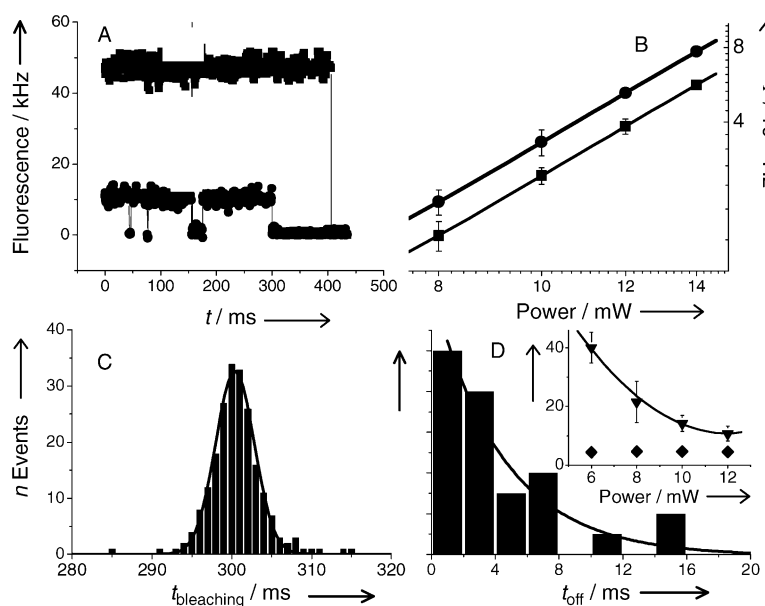 A
Fluorescence / kHz
60
40
20
0
0 100 200 300 400 500
t / ms
B
8
4
8 10 12 14
Power / mW
C
n Events
40
30
20
10
0
280 290 300 310 320
t bleaching / ms
D
0 4 8 12 16 20
t off / ms
40
20
0
6 8 10 12
Power / mW